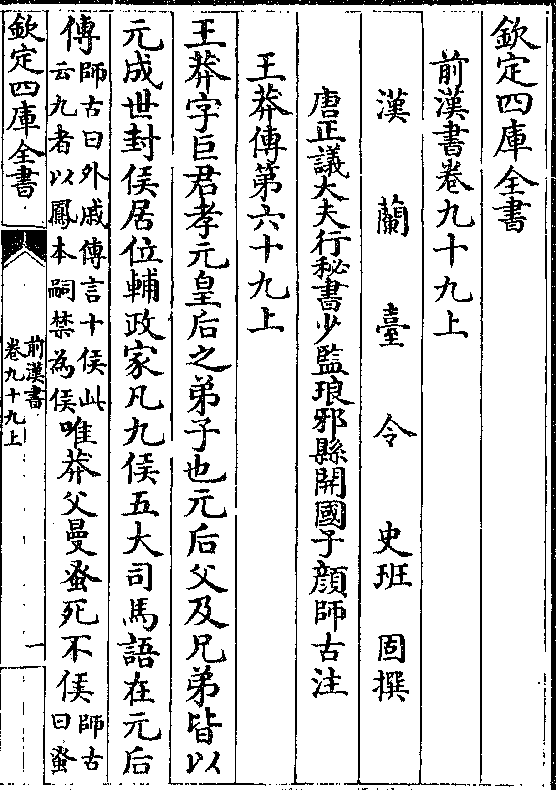 欽定四庫全書
前漢書卷九十九上
漢蘭臺令史班固撰
唐正議大夫行秘書少監琅邪縣開國子顔師古注
王莽傳第六十九上
王莽字巨君孝元皇后之弟子也元后父及兄弟皆以
元成世封侯居位輔政家凡九侯五大司馬語在元后
傳師古曰外戚傳言十侯此云九者以鳳本嗣禁為侯唯莽父曼蚤死不侯師古曰蚤
欽定四庫全書
前漢書
卷九十九上
一